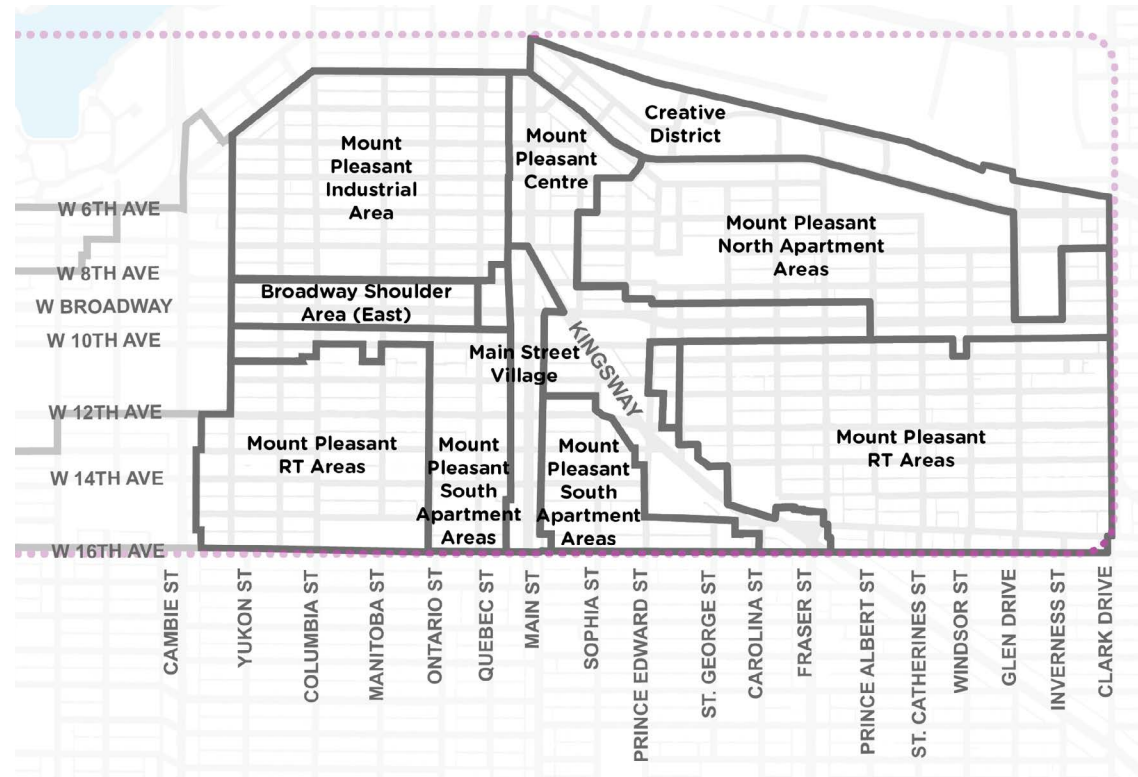 Creative
District
Mount
Pleasant
Centre
Mount
Pleasant
Industrial
Area
W 6TH AVE
Mount Pleasant
North Apartment
Areas
W 8TH AVE
Broadway Shoulder
Area (East)
W BROADWAY
KINGSWAY
W 10TH AVE
Main Street
Village
W 12TH AVE
Mount Pleasant
RT Areas
Mount
Pleasant
South
Apartment
Areas
Mount
Pleasant
South
Apartment
Areas
Mount Pleasant
RT Areas
W 14TH AVE
W 16TH AVE
CAMBIE ST
YUKON ST
COLUMBIA ST
MANITOBA ST
ONTARIO ST
QUEBEC ST
MAIN ST
SOPHIA ST
PRINCE EDWARD ST
ST. GEORGE ST
CAROLINA ST
FRASER ST
PRINCE ALBERT ST
ST. CATHERINES ST
WINDSOR ST
GLEN DRIVE
INVERNESS ST
CLARK DRIVE